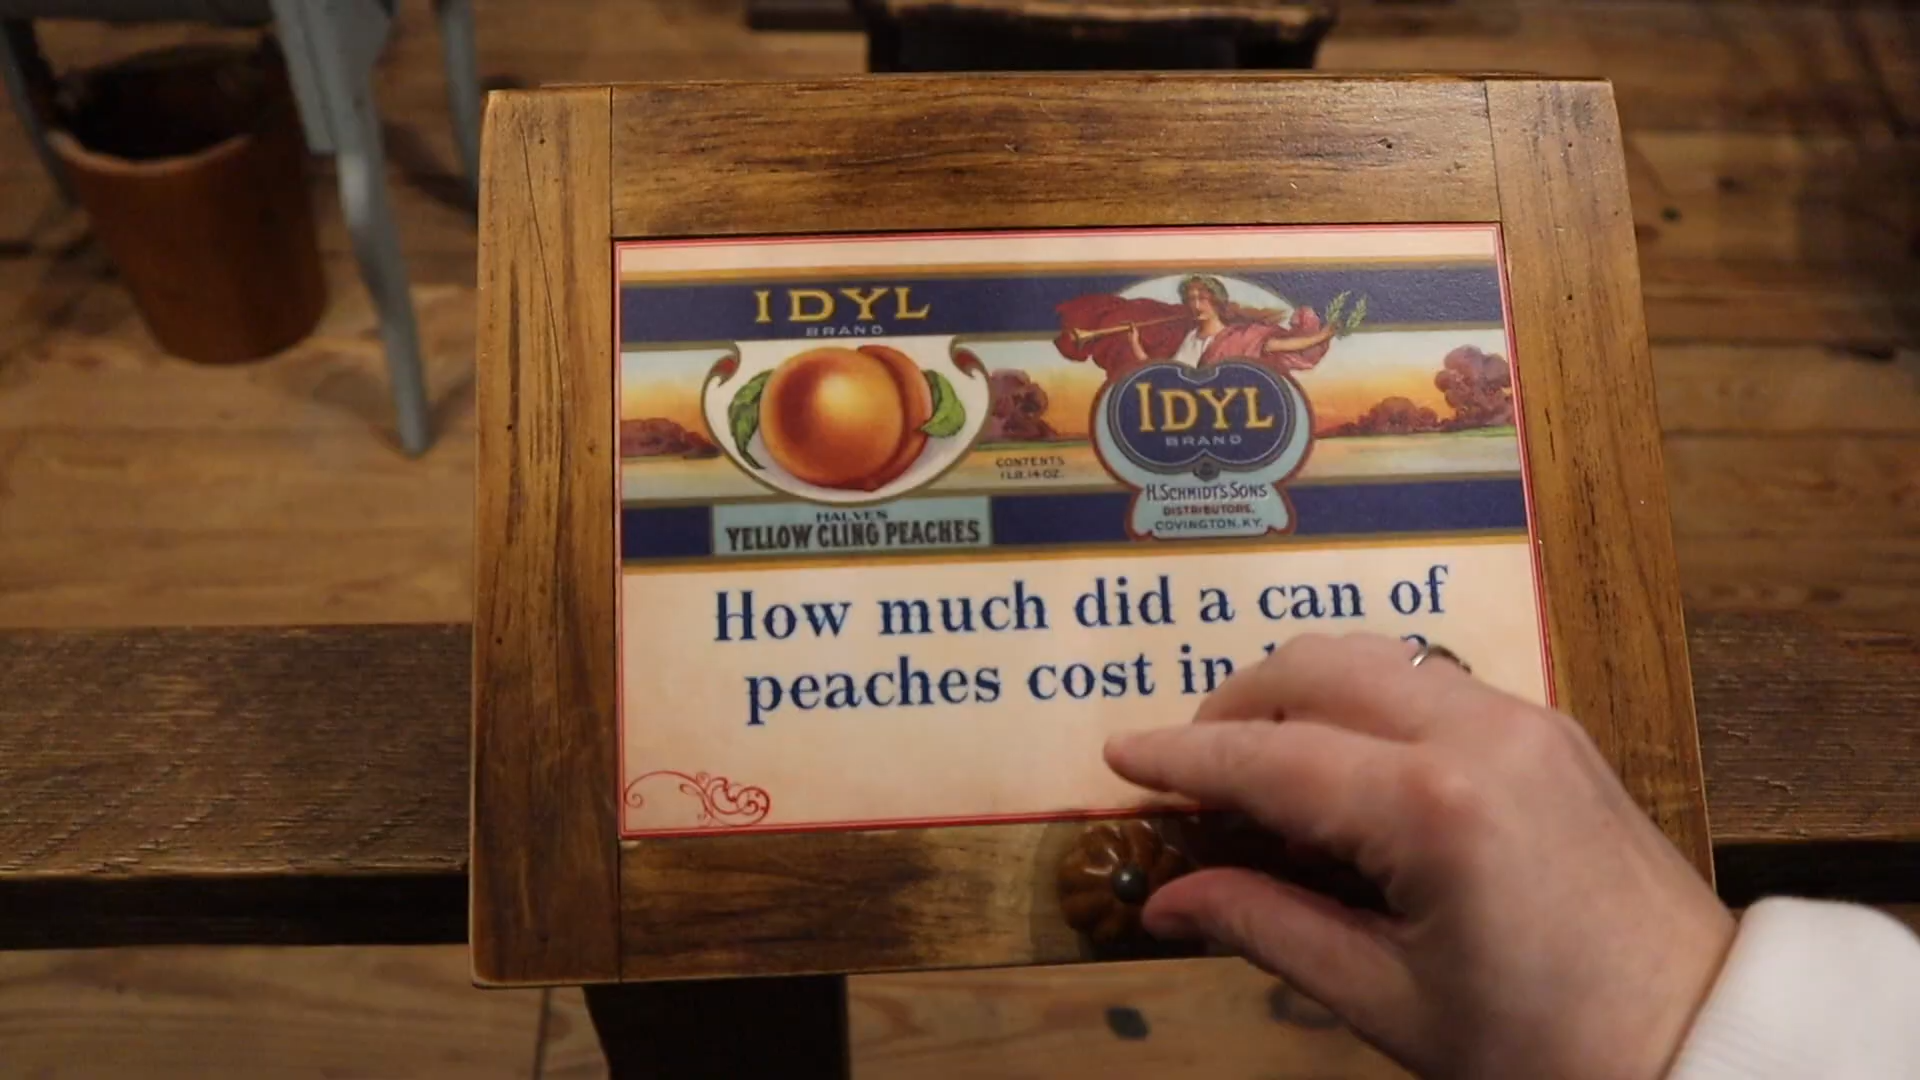 IDYL
BRAND
HALVES
YELLOW CLING PEACHES
CONTENTS
1 LB. 14 OZ.
IDYL
BRAND
H. SCHMIDT'S SONS
DISTRIBUTORS,
COVINGTON, KY.
How much did a can of
peaches cost in